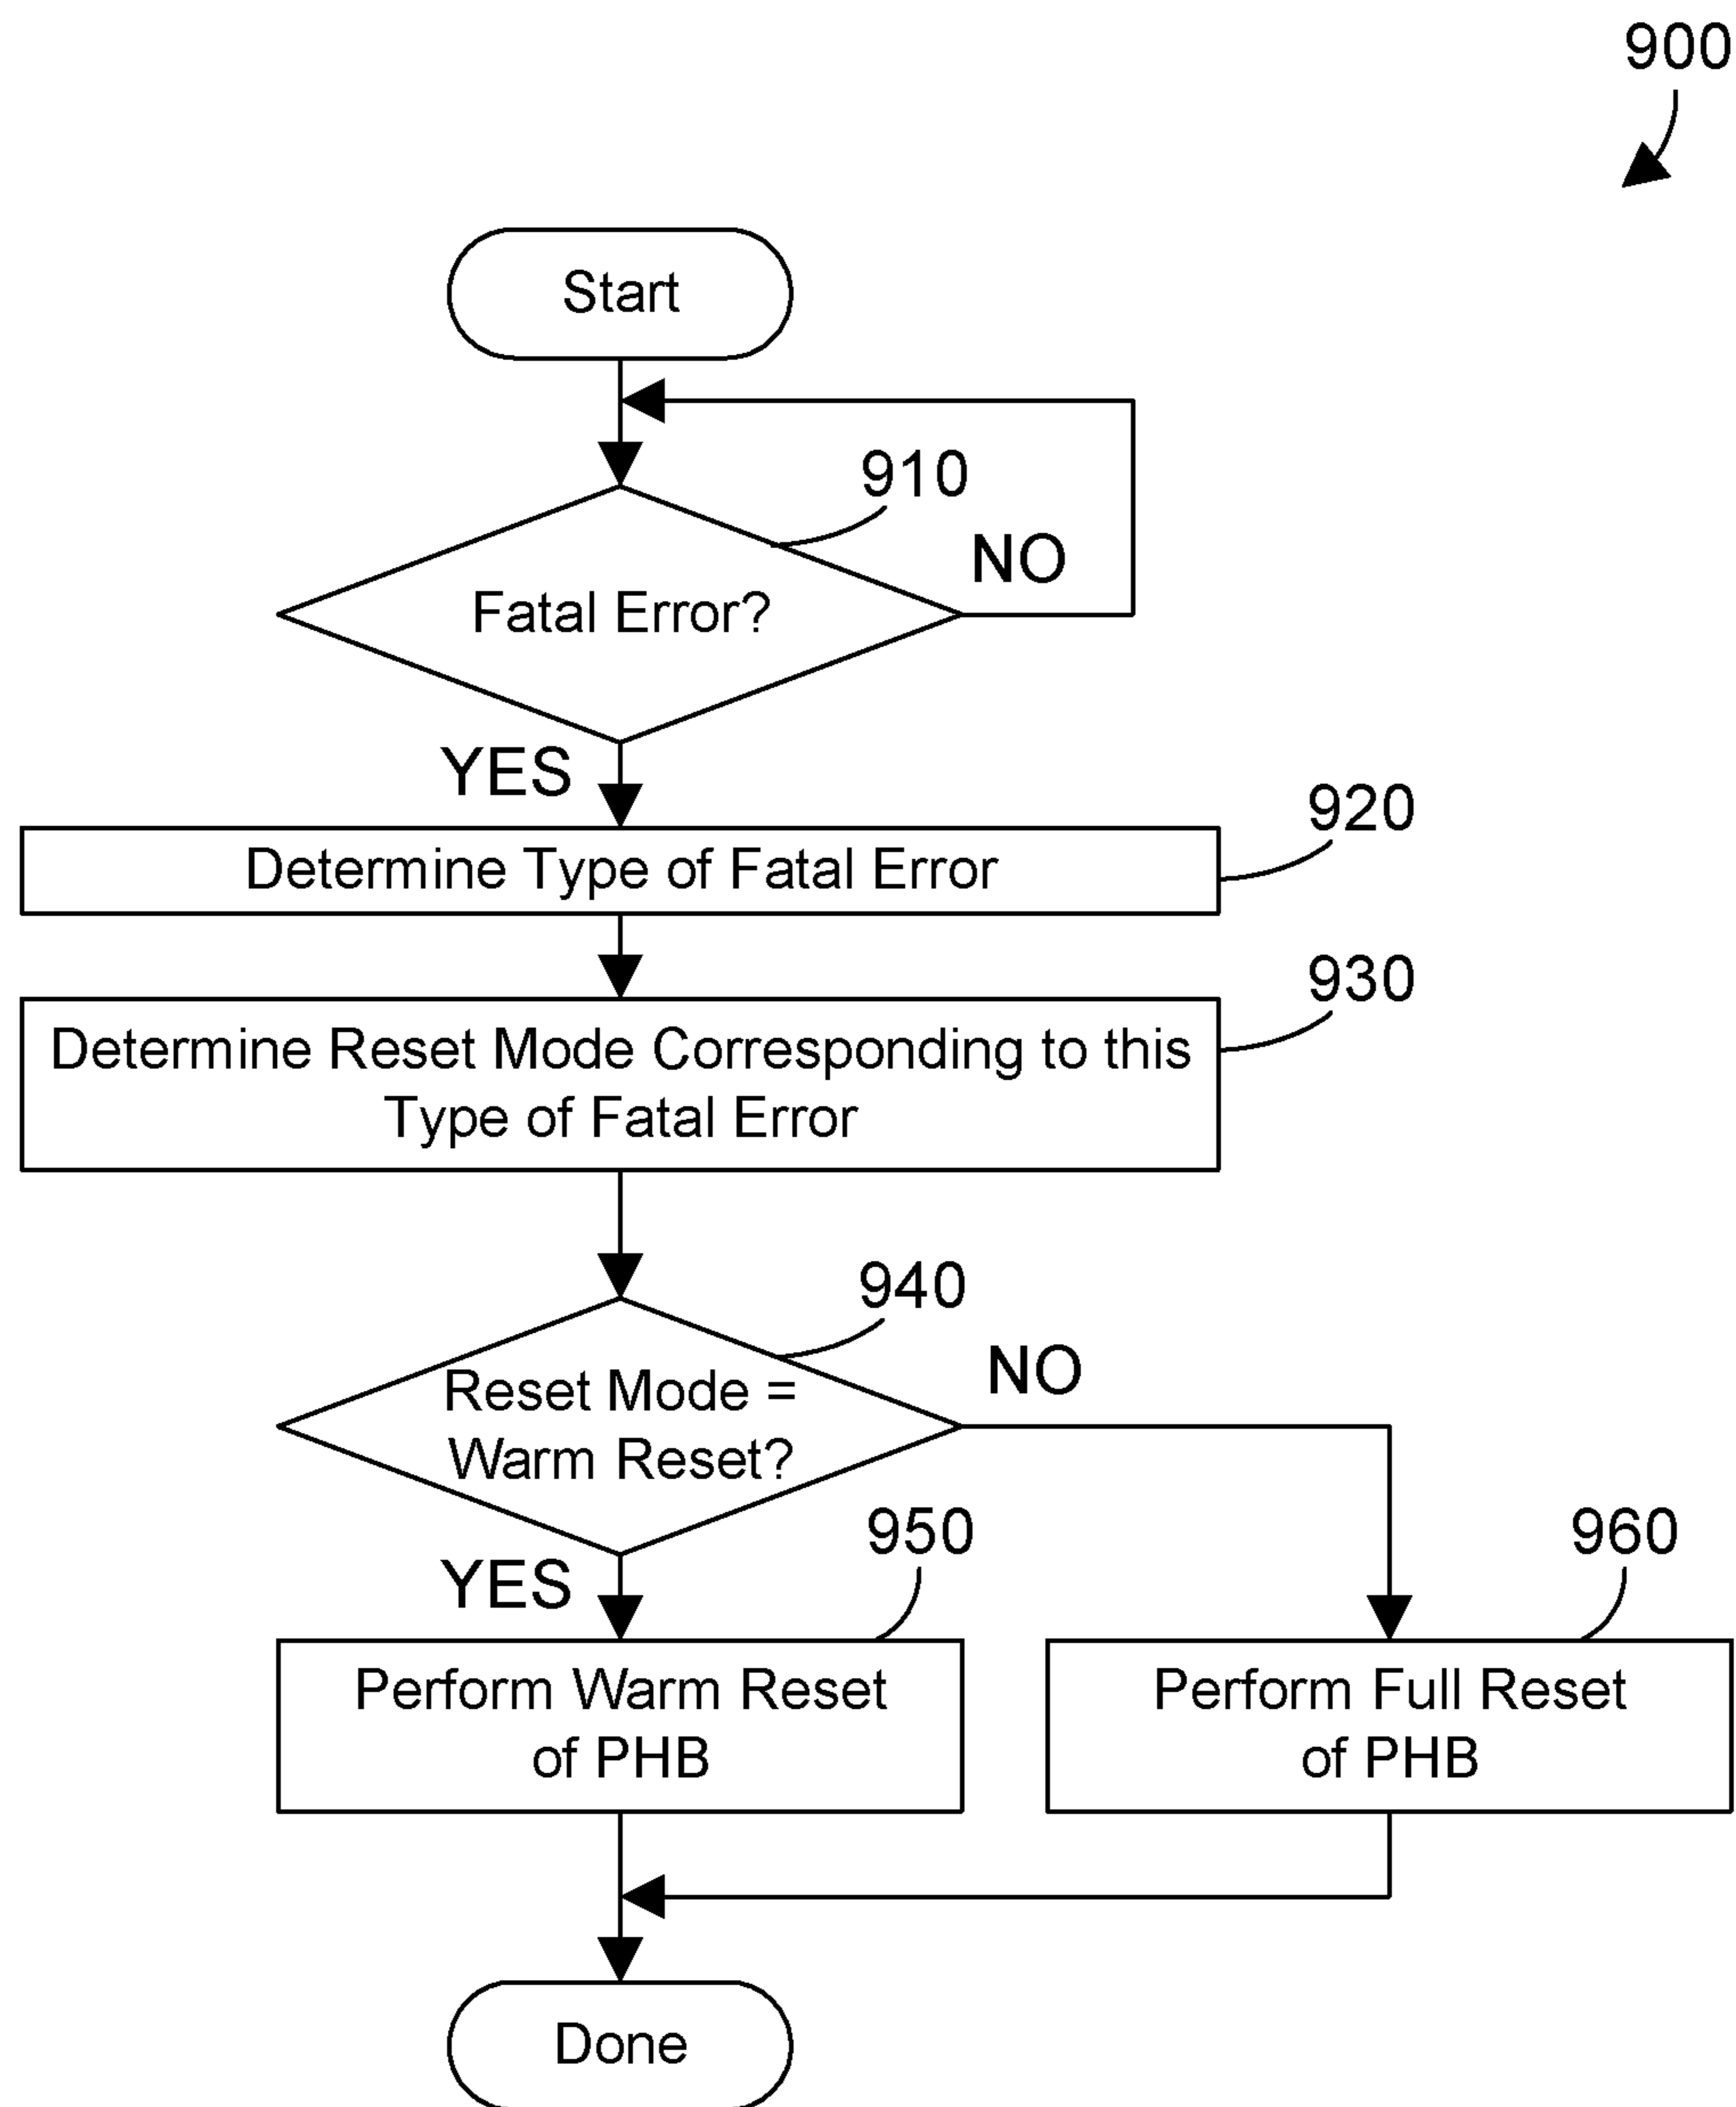 900
Start
910
NO
Fatal Error?
YES
920
Determine Type of Fatal Error
930
Determine Reset Mode Corresponding to this
Type of Fatal Error
940
NO
Reset Mode =
Warm Reset?
YES
950
960
Perform Warm Reset
of PHB
Perform Full Reset
of PHB
Done